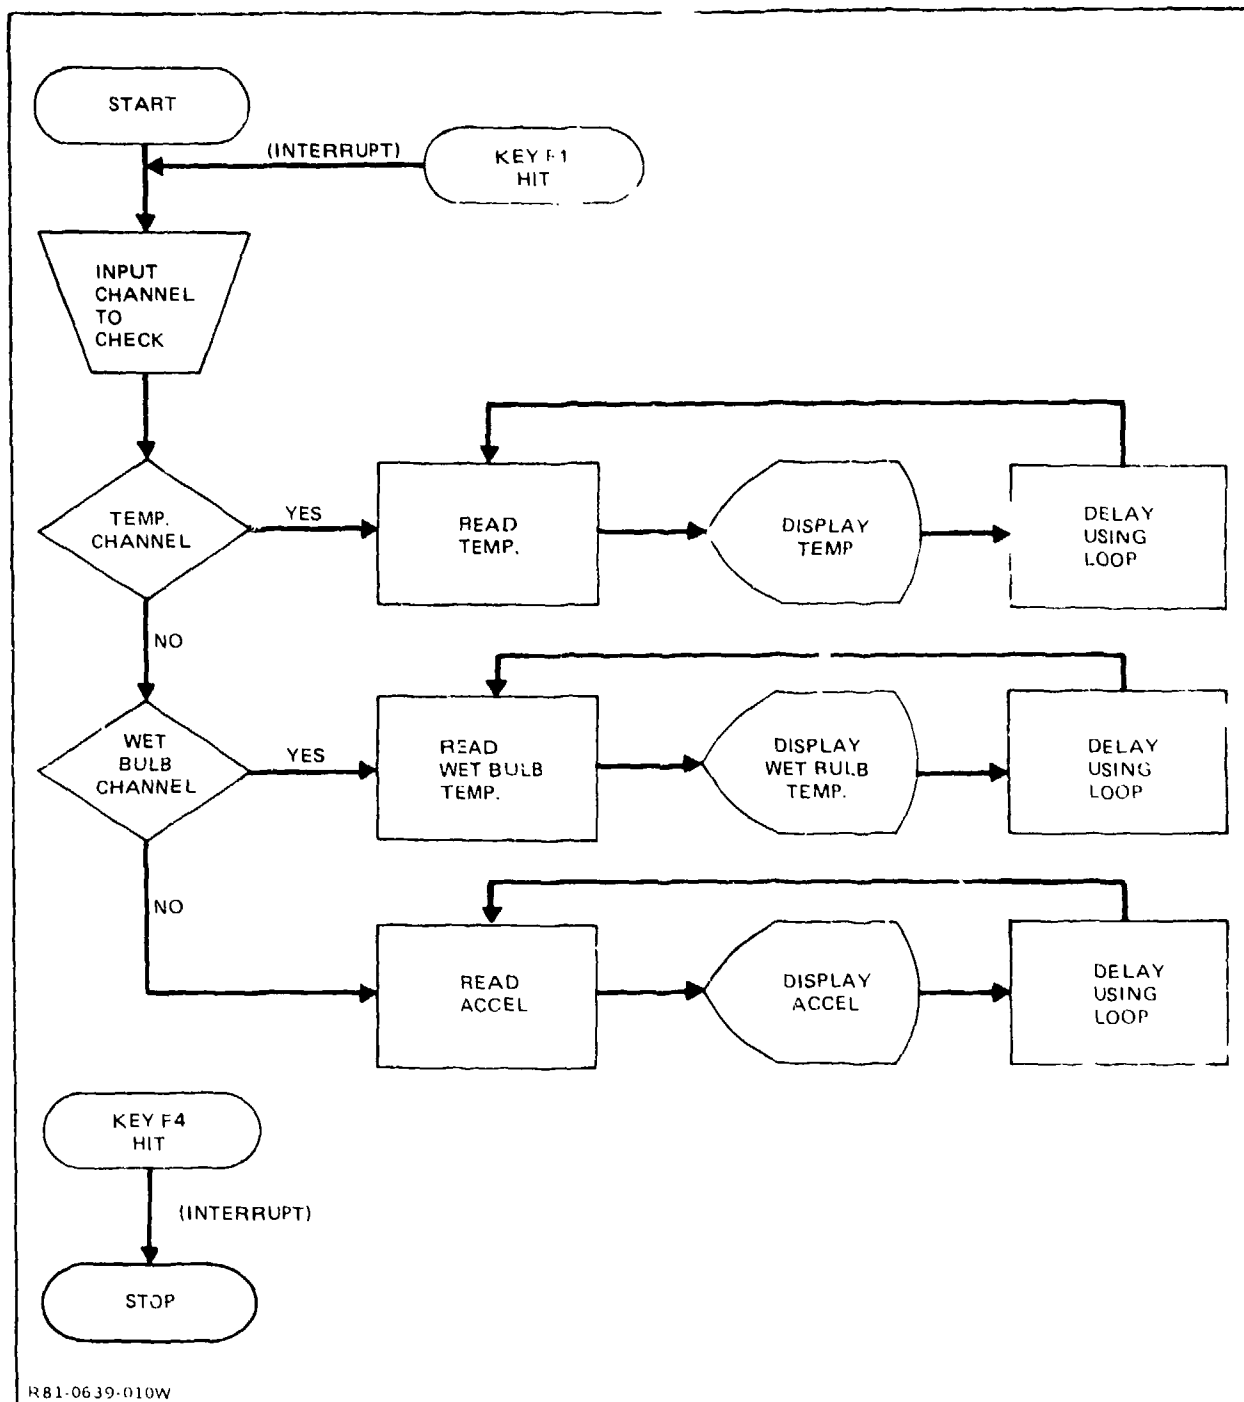 START
(INTERRUPT)
KEY F1
HIT
INPUT
CHANNEL
TO
CHECK
TEMP.
CHANNEL
YES
READ
TEMP.
DISPLAY
TEMP
DELAY
USING
LOOP
NO
WET
BULB
CHANNEL
YES
READ
WET BULB
TEMP.
DISPLAY
WET BULB
TEMP.
DELAY
USING
LOOP
NO
READ
ACCEL
DISPLAY
ACCEL
DELAY
USING
LOOP
KEY F4
HIT
(INTERRUPT)
STOP
R81-0639-010W